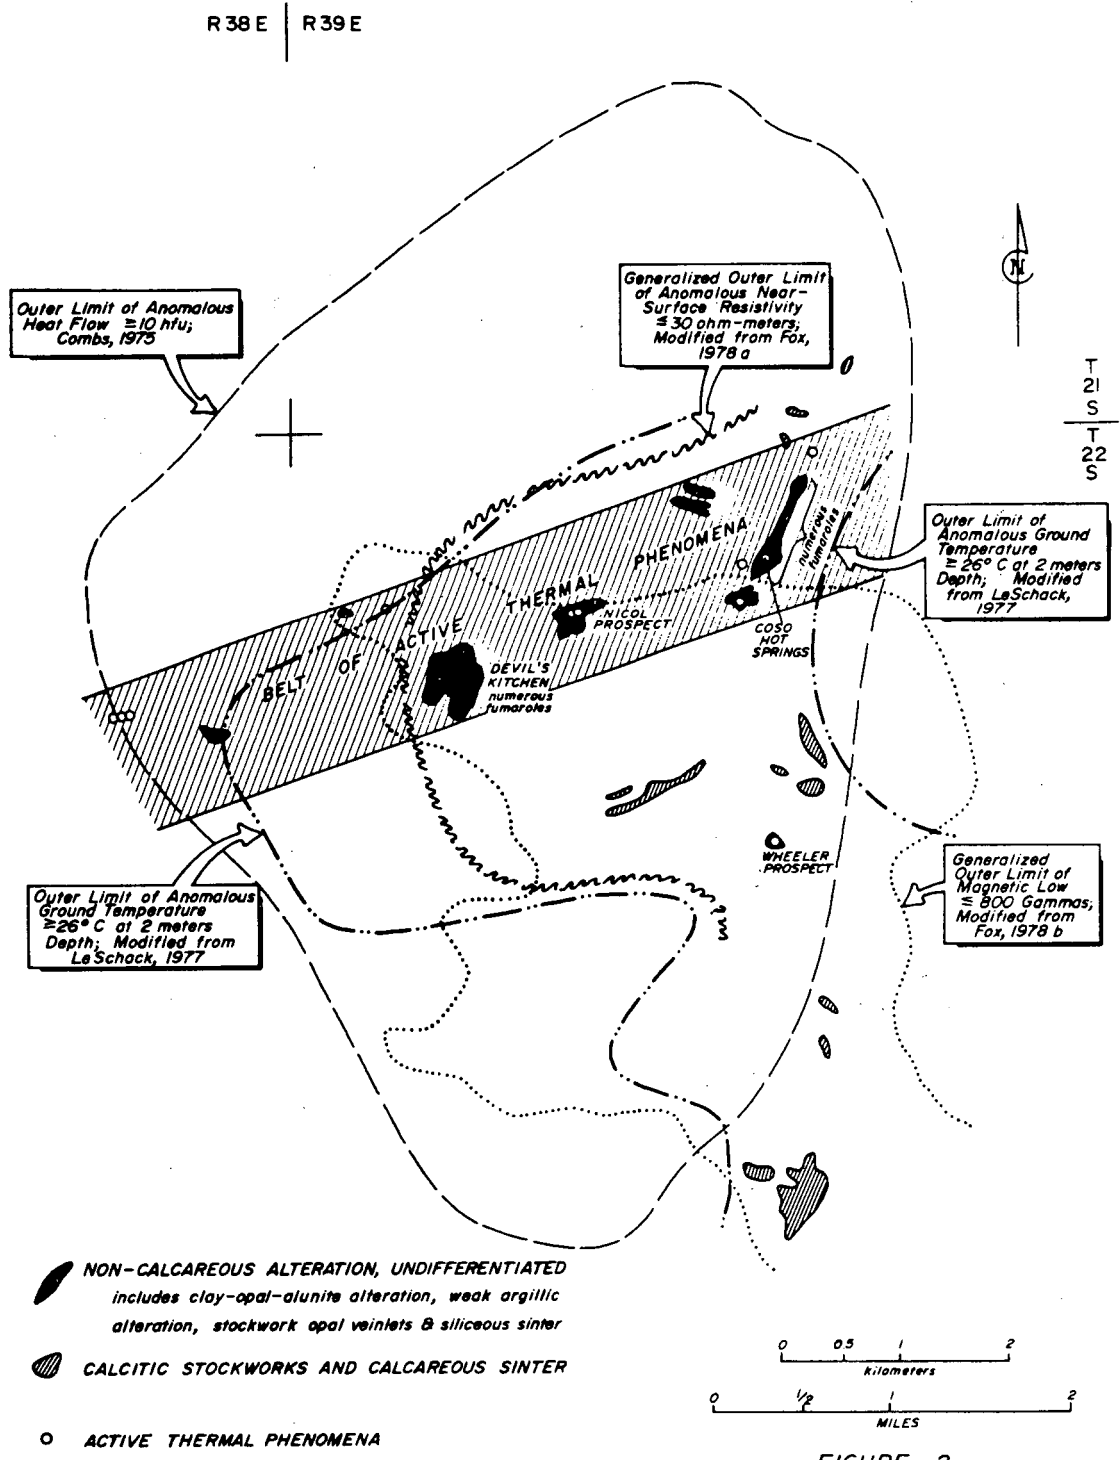 R 38 E R 39 E
N
Outer Limit of Anomalous
Heat Flow ≥10 hfu;
Combs, 1975
Generalized Outer Limit
of Anomalous Near-
Surface Resistivity
≤30 ohm-meters;
Modified from Fox,
1978 a
T
21
S
T
22
S
Outer Limit of
Anomalous Ground
Temperature
≥26° C at 2 meters
Depth; Modified
from LeSchack,
1977
BELT OF ACTIVE THERMAL PHENOMENA
numerous
fumaroles
NICOL
PROSPECT
COSO
HOT
SPRINGS
DEVIL'S
KITCHEN
numerous
fumaroles
WHEELER
PROSPECT
Generalized
Outer Limit of
Magnetic Low
≤ 800 Gammas;
Modified from
Fox, 1978 b
Outer Limit of Anomalous
Ground Temperature
≥26° C at 2 meters
Depth; Modified from
LeSchack, 1977
NON-CALCAREOUS ALTERATION, UNDIFFERENTIATED
includes clay-opal-alunite alteration, weak argillic
alteration, stockwork opal veinlets & siliceous sinter
CALCITIC STOCKWORKS AND CALCAREOUS SINTER
ACTIVE THERMAL PHENOMENA
0 0.5 1 2
kilometers
0 1/2 1 2
MILES